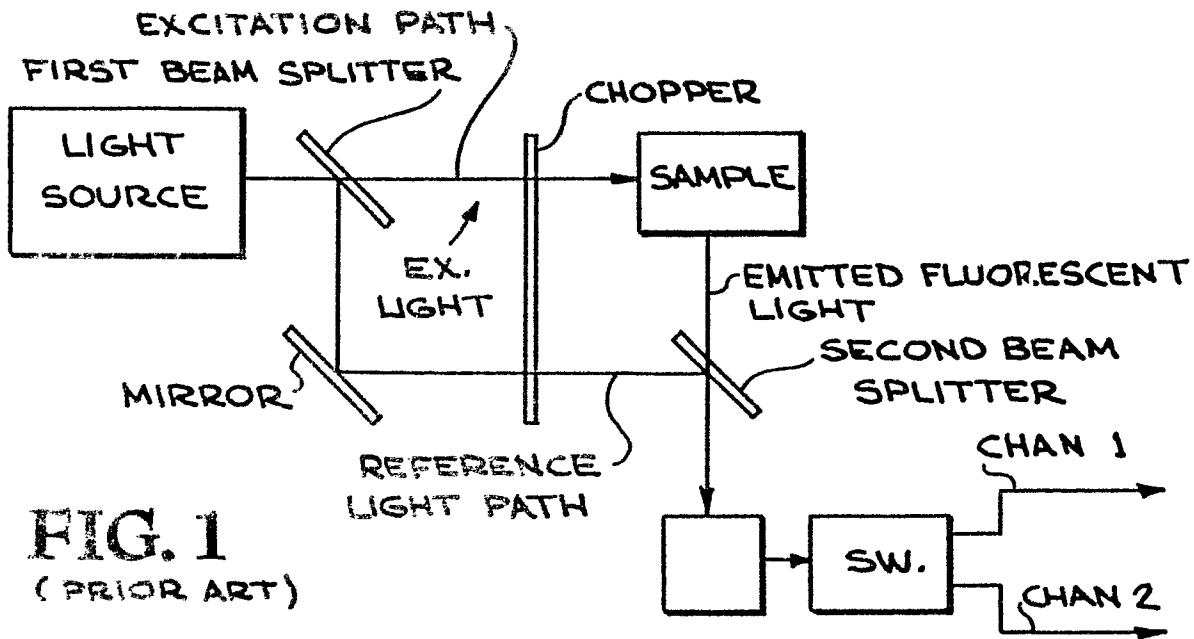 EXCITATION PATH
FIRST BEAM SPLITTER
CHOPPER
LIGHT
SOURCE
SAMPLE
EX.
LIGHT
EMITTED FLUORESCENT
LIGHT
SECOND BEAM
SPLITTER
MIRROR
REFERENCE
LIGHT PATH
CHAN 1
SW.
CHAN 2
FIG. 1
(PRIOR ART)